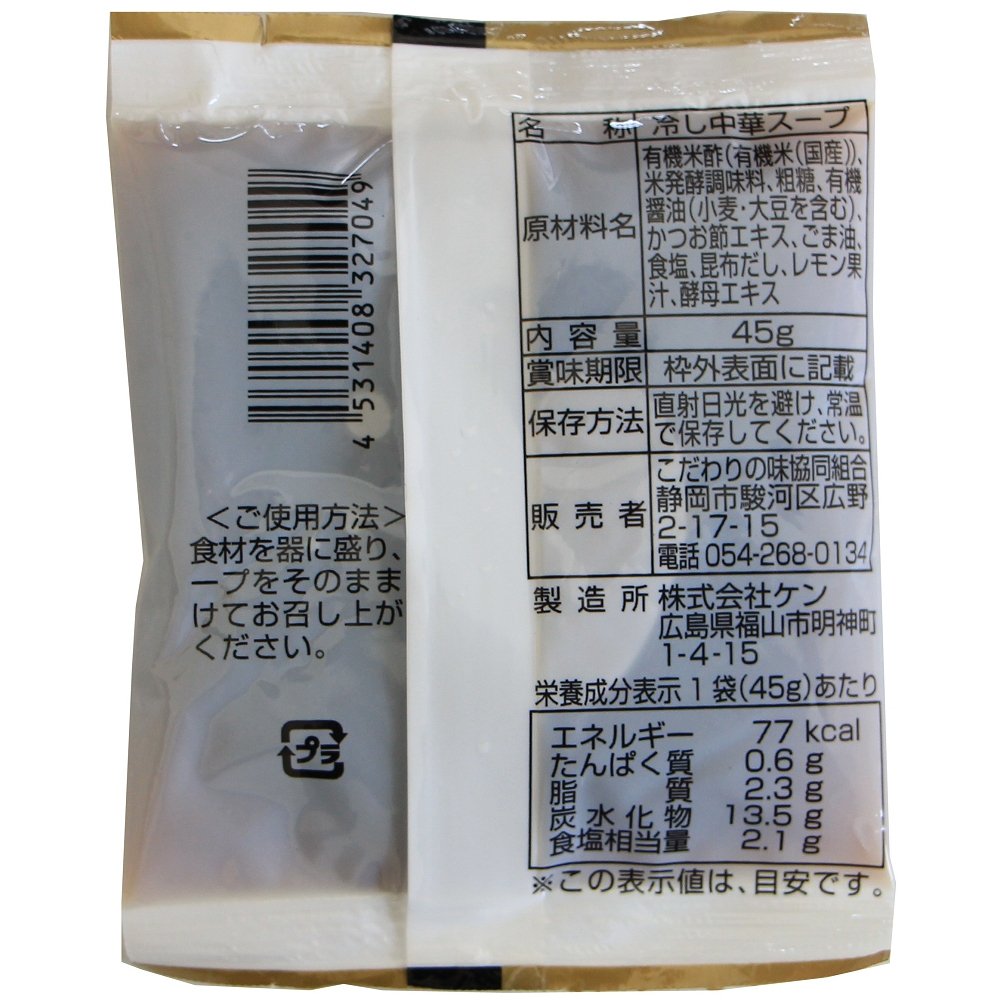 名称 冷し中華スープ
原材料名
有機米酢(有機米(国産))、
米発酵調味料、粗糖、有機
醤油(小麦・大豆を含む)、
かつお節エキス、ごま油、
食塩、昆布だし、レモン果
汁、酵母エキス
内容量 45g
賞味期限 枠外表面に記載
保存方法
直射日光を避け、常温
で保存してください。
販売者
こだわりの味協同組合
静岡市駿河区広野
2-17-15
電話 054-268-0134
製造所 株式会社ケン
広島県福山市明神町
1-4-15
栄養成分表示1袋(45g)あたり
エネルギー 77 kcal
たんぱく質 0.6 g
脂質 2.3 g
炭水化物 13.5 g
食塩相当量 2.1 g
※この表示値は、目安です。
4 531408 327049
<ご使用方法>
食材を器に盛り、
ープをそのまま
けてお召し上が
ください。
プラ